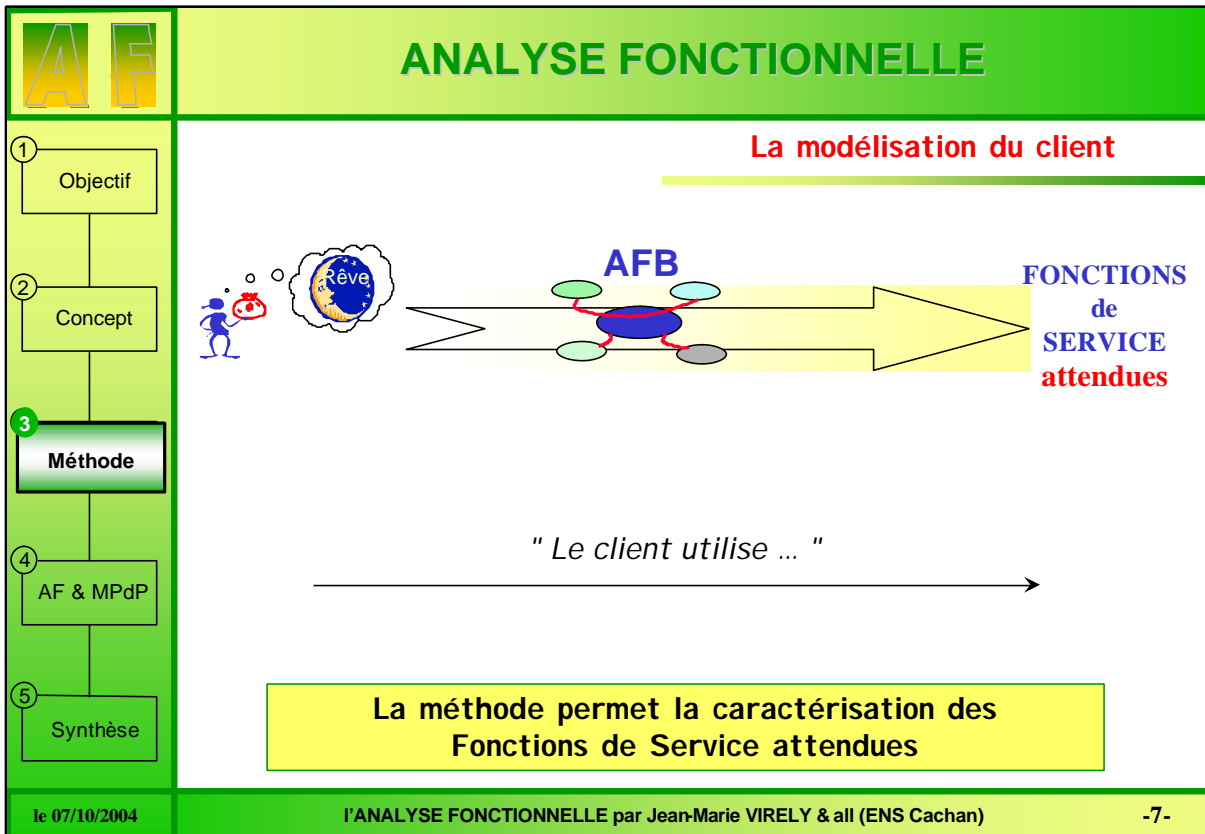 AF
ANALYSE FONCTIONNELLE
1
Objectif
2
Concept
3
Méthode
4
AF & MPdP
5
Synthèse
La modélisation du client
Rêve
AFB
FONCTIONS
de
SERVICE
attendues
" Le client utilise ... "
La méthode permet la caractérisation des
Fonctions de Service attendues
le 07/10/2004
l'ANALYSE FONCTIONNELLE par Jean-Marie VIRELY & all (ENS Cachan)
-7-